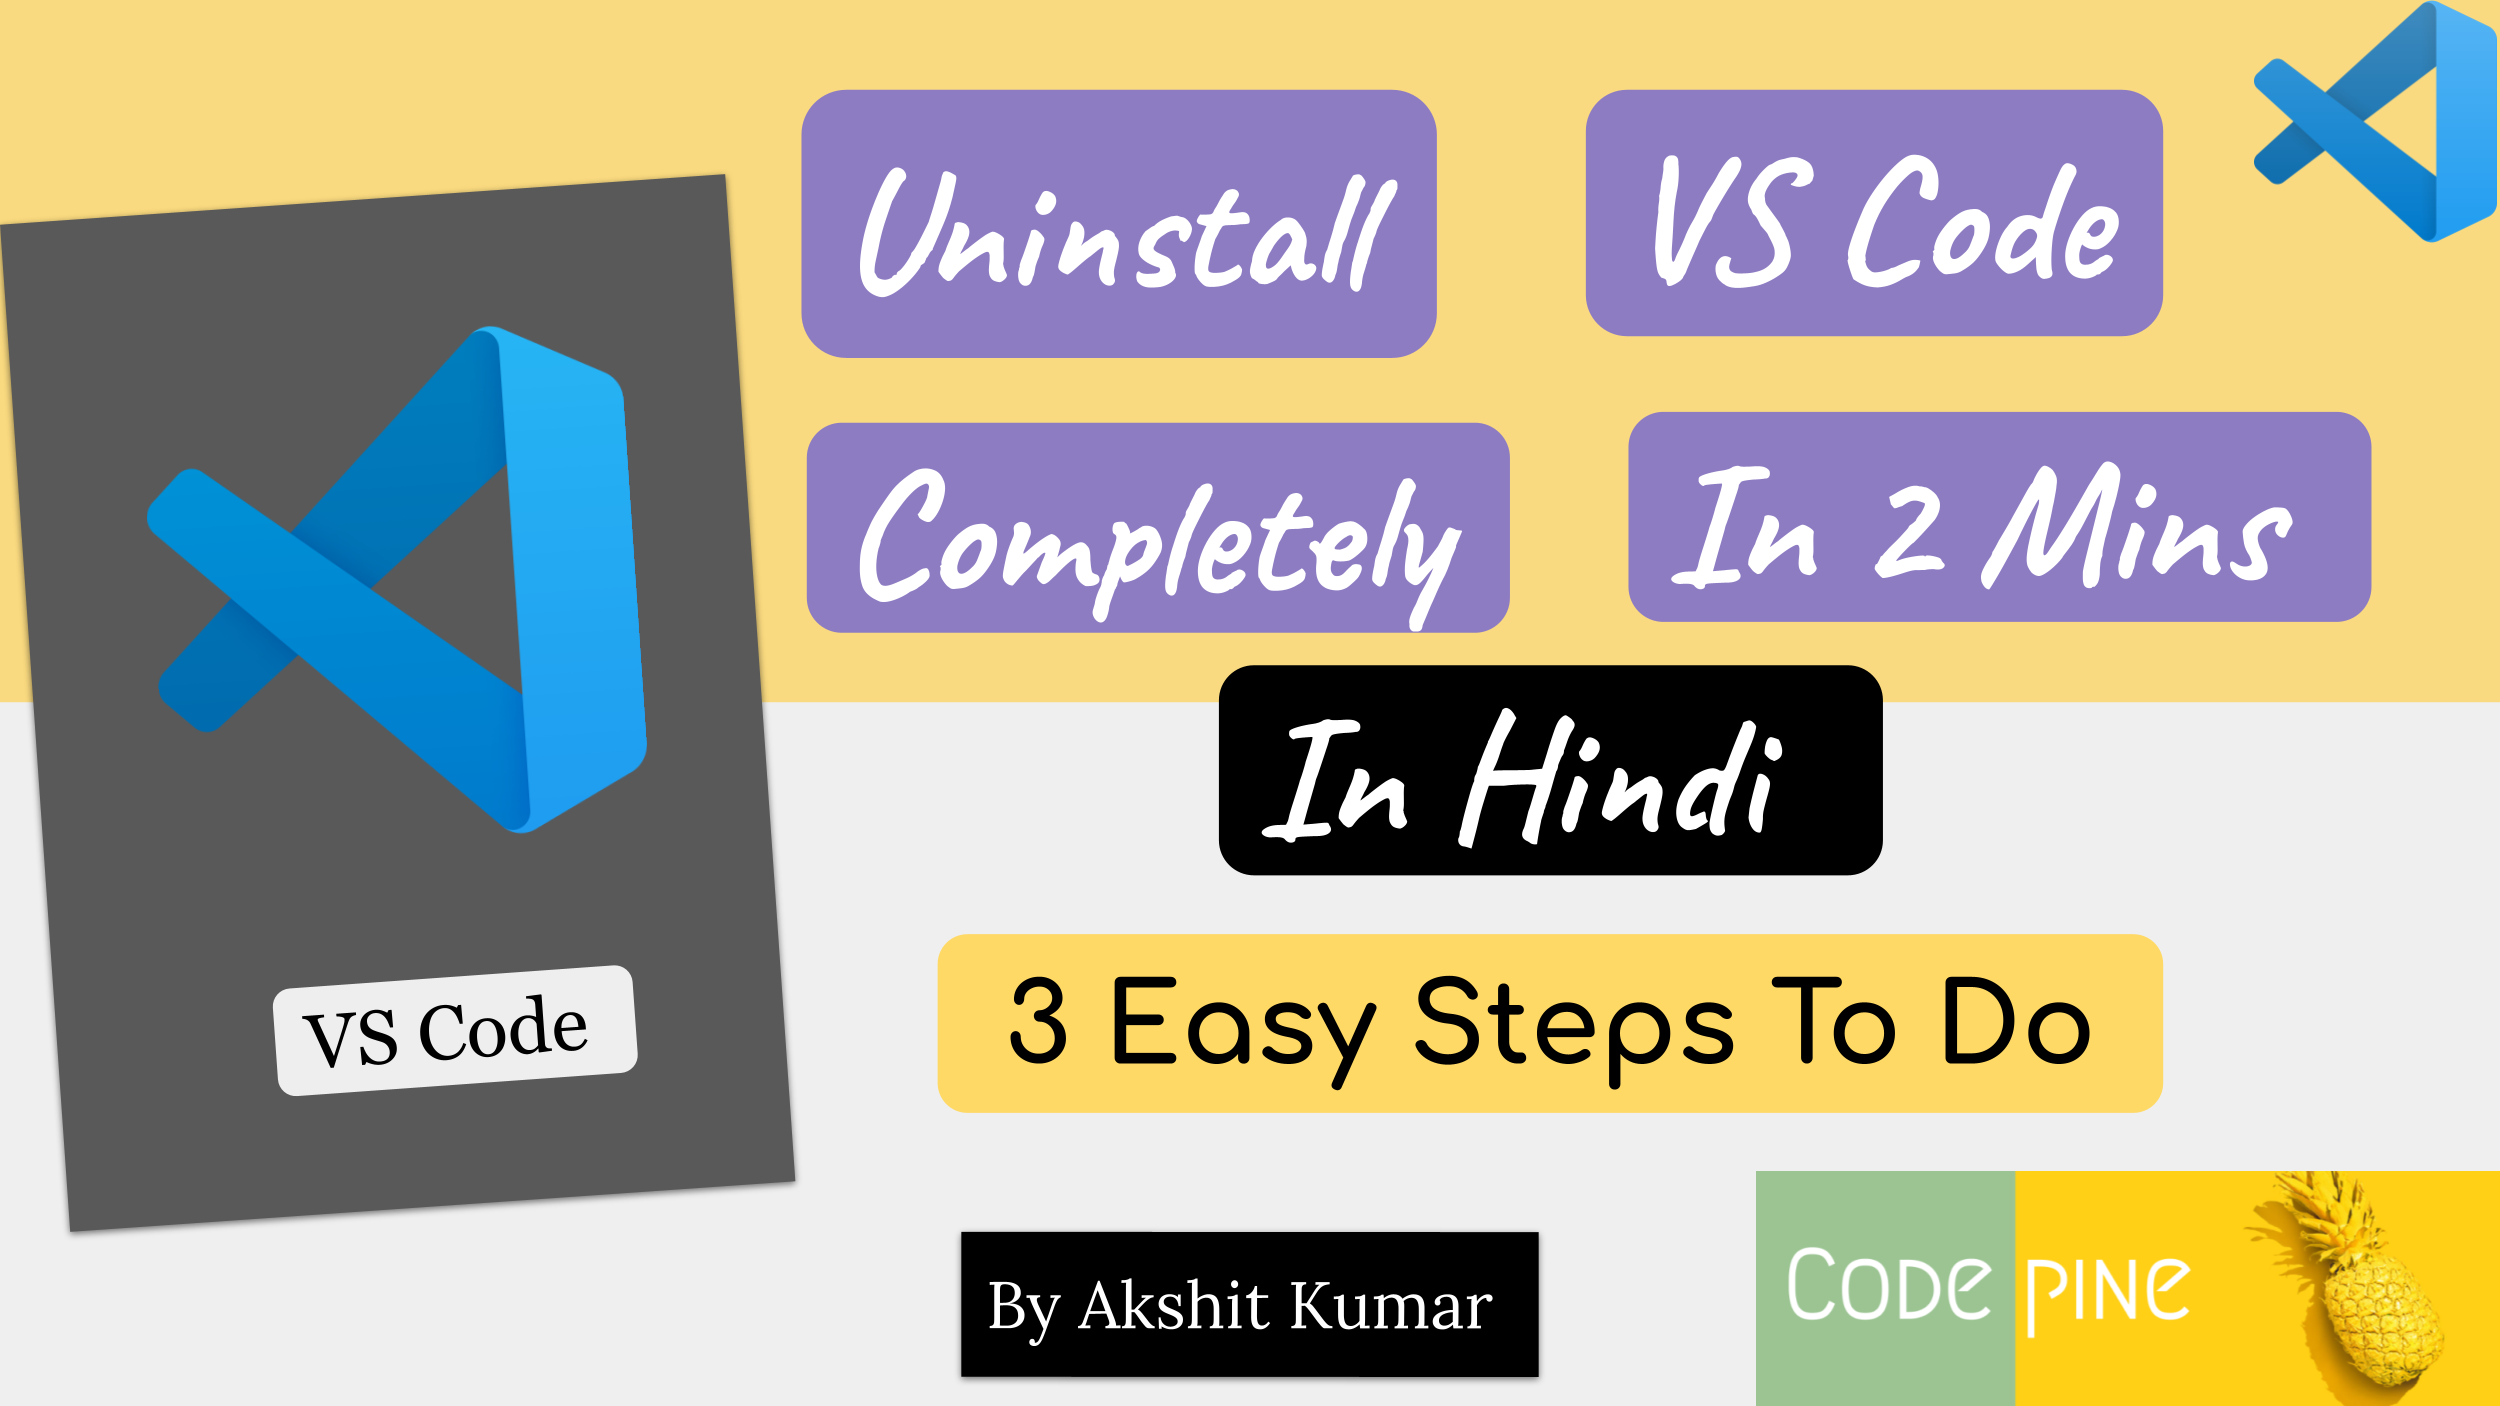 Uninstall
VS Code
Completely
In 2 Mins
In Hindi
VS Code
3 Easy Steps To Do
By Akshit Kumar
CODE PINE